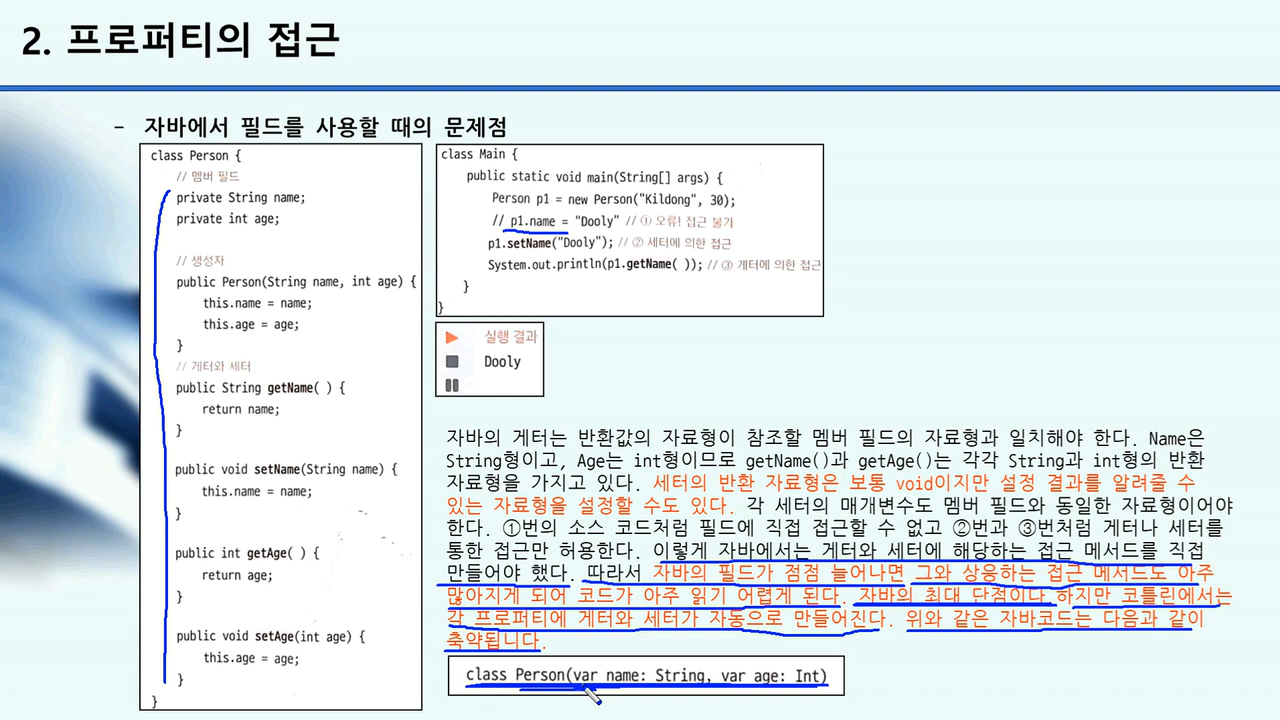 2. 프로퍼티의 접근
- 자바에서 필드를 사용할 때의 문제점
class Person {
// 멤버 필드
private String name;
private int age;
// 생성자
public Person(String name, int age) {
this.name = name;
this.age = age;
}
// 게터와 세터
public String getName( ) {
return name;
}
public void setName(String name) {
this.name = name;
}
public int getAge( ) {
return age;
}
public void setAge(int age) {
this.age = age;
}
}
class Main {
public static void main(String[] args) {
Person p1 = new Person("Kildong", 30);
// p1.name = "Dooly" // ① 오류! 접근 불가
p1.setName("Dooly"); // ② 세터에 의한 접근
System.out.println(p1.getName( )); // ③ 게터에 의한 접근
}
}
실행 결과
Dooly
자바의 게터는 반환값의 자료형이 참조할 멤버 필드의 자료형과 일치해야 한다. Name은
String형이고, Age는 int형이므로 getName()과 getAge()는 각각 String과 int형의 반환
자료형을 가지고 있다. 세터의 반환 자료형은 보통 void이지만 설정 결과를 알려줄 수
있는 자료형을 설정할 수도 있다. 각 세터의 매개변수도 멤버 필드와 동일한 자료형이어야
한다. ①번의 소스 코드처럼 필드에 직접 접근할 수 없고 ②번과 ③번처럼 게터나 세터를
통한 접근만 허용한다. 이렇게 자바에서는 게터와 세터에 해당하는 접근 메서드를 직접
만들어야 했다. 따라서 자바의 필드가 점점 늘어나면 그와 상응하는 접근 메서드도 아주
많아지게 되어 코드가 아주 읽기 어렵게 된다. 자바의 최대 단점이다 하지만 코틀린에서는
각 프로퍼티에 게터와 세터가 자동으로 만들어진다. 위와 같은 자바코드는 다음과 같이
축약됩니다.
class Person(var name: String, var age: Int)